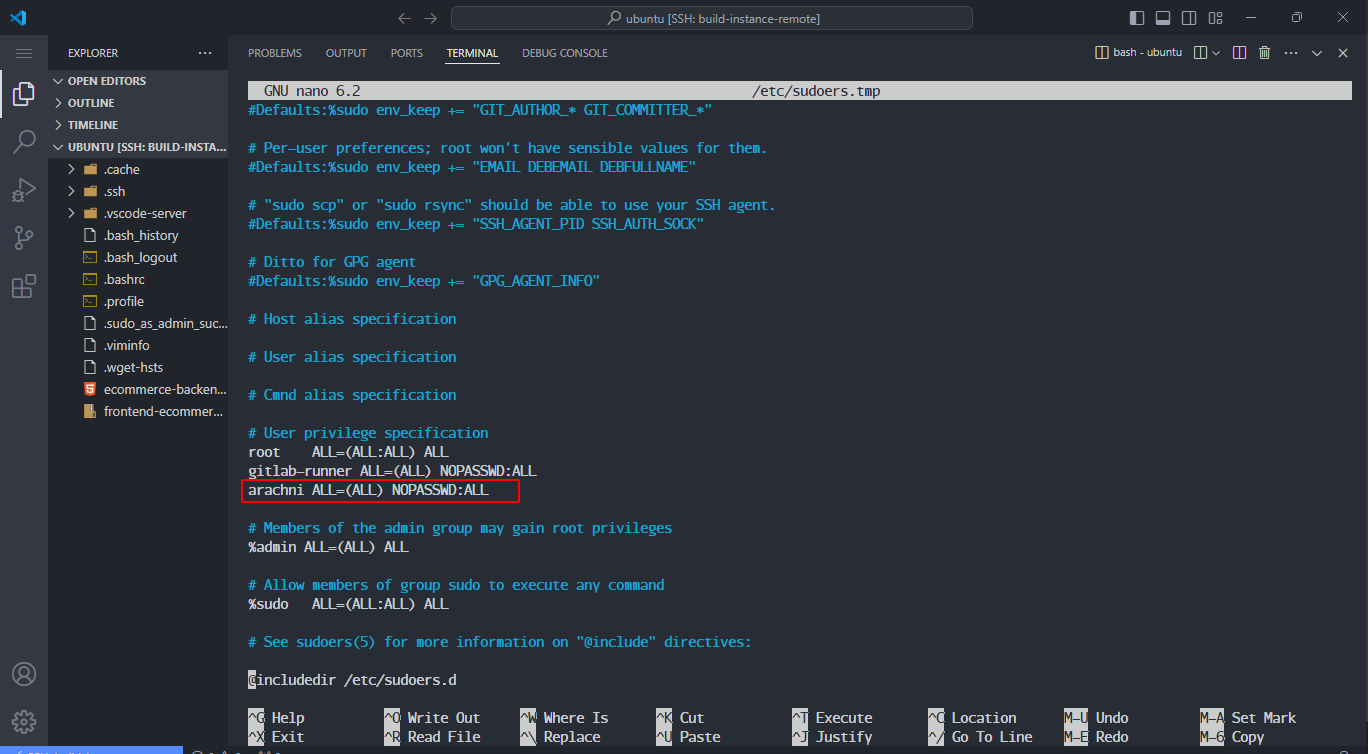 ubuntu [SSH: build-instance-remote]
EXPLORER
OPEN EDITORS
OUTLINE
TIMELINE
UBUNTU [SSH: BUILD-INSTA...
.cache
.ssh
.vscode-server
.bash_history
.bash_logout
.bashrc
.profile
.sudo_as_admin_suc...
.viminfo
.wget-hsts
ecommerce-backen...
frontend-ecommer...
PROBLEMS OUTPUT PORTS TERMINAL DEBUG CONSOLE
bash - ubuntu
GNU nano 6.2 /etc/sudoers.tmp
#Defaults:%sudo env_keep += "GIT_AUTHOR_* GIT_COMMITTER_*"
# Per-user preferences; root won't have sensible values for them.
#Defaults:%sudo env_keep += "EMAIL DEBEMAIL DEBFULLNAME"
# "sudo scp" or "sudo rsync" should be able to use your SSH agent.
#Defaults:%sudo env_keep += "SSH_AGENT_PID SSH_AUTH_SOCK"
# Ditto for GPG agent
#Defaults:%sudo env_keep += "GPG_AGENT_INFO"
# Host alias specification
# User alias specification
# Cmnd alias specification
# User privilege specification
root ALL=(ALL:ALL) ALL
gitlab-runner ALL=(ALL) NOPASSWD:ALL
arachni ALL=(ALL) NOPASSWD:ALL
# Members of the admin group may gain root privileges
%admin ALL=(ALL) ALL
# Allow members of group sudo to execute any command
%sudo ALL=(ALL:ALL) ALL
# See sudoers(5) for more information on "@include" directives:
@includedir /etc/sudoers.d
^G Help ^O Write Out ^W Where Is ^K Cut ^T Execute ^C Location M-U Undo M-A Set Mark
^X Exit ^R Read File ^\ Replace ^U Paste ^J Justify ^/ Go To Line M-E Redo M-6 Copy